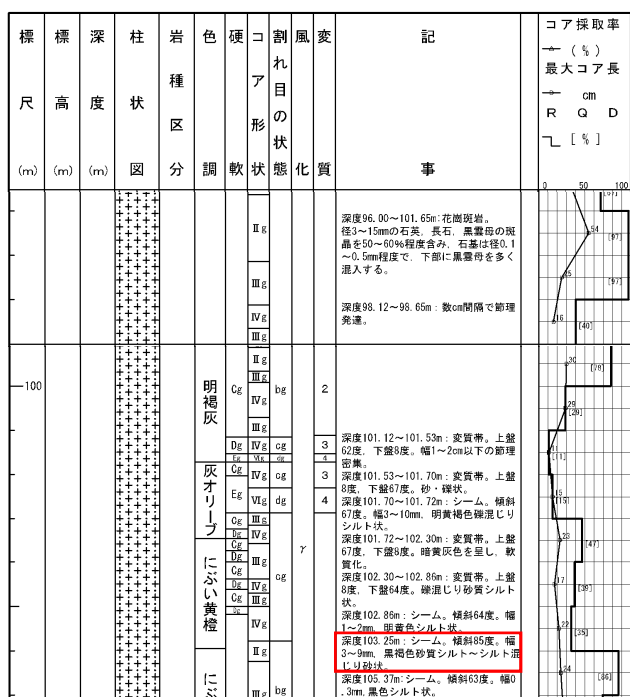 標尺(m)
標高(m)
深度(m)
柱状図
岩種区分
色調
硬軟
コア形状
割れ目の状態
風化
変質
記事
コア採取率
(%)
最大コア長
cm
R Q D
[%]
0 50 100
深度96.00～101.65m:花崗斑岩。
径3～15mmの石英、長石、黒雲母の斑
晶を50～60%程度含み、石基は径0.1
～0.5mm程度で、下部に黒雲母を多く
混入する。
深度98.12～98.65m:数cm間隔で節理
発達。
深度101.12～101.53m:変質帯。上盤
62度、下盤8度。幅1～2cm以下の節理
密集。
深度101.53～101.70m:変質帯。上盤
8度、下盤67度。砂・礫状。
深度101.70～101.72m:シーム。傾斜
67度。幅3～10mm、明黄褐色礫混じり
シルト状。
深度101.72～102.30m:変質帯。上盤
67度、下盤8度。暗黄灰色を呈し、軟
質化。
深度102.30～102.86m:変質帯。上盤
8度、下盤64度。礫混じり砂質シルト
状。
深度102.86m:シーム。傾斜64度。幅
1～2mm、明黄色シルト状。
深度103.25m:シーム。傾斜85度。幅
3～9mm、黒褐色砂質シルト～シルト混
じり砂状。
深度105.37m:シーム。傾斜63度。幅0
.3mm、黒色シルト状。
100
明褐灰
灰オリーブ
にぶい黄橙
にぶ
Cg
Dg
Eg
Cg
Eg
Cg
Dg
Cg
Dg
Cg
Dg
Cg
Ⅱg
Ⅲg
Ⅳg
Ⅲg
Ⅱg
Ⅲg
Ⅳg
Ⅲg
Ⅳg
Ⅵg
Ⅳg
Ⅵg
Ⅲg
Ⅳg
Ⅲg
Ⅳg
Ⅲg
Ⅳg
Ⅱg
Ⅲg
bg
cg
dg
cg
dg
cg
bg
γ
2
3
4
3
4
54
[97]
[97]
16
[40]
30
[78]
29
[29]
11
[11]
15
[15]
23
[47]
17
[39]
22
[35]
24
[86]